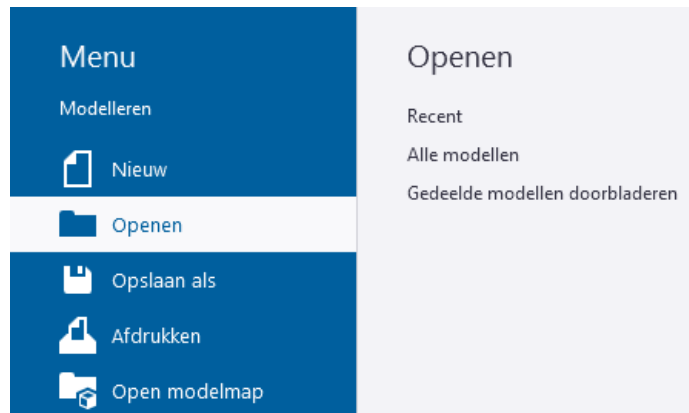 Menu
Modelleren
Nieuw
Openen
Opslaan als
Afdrukken
Open modelmap
Openen
Recent
Alle modellen
Gedeelde modellen doorbladeren